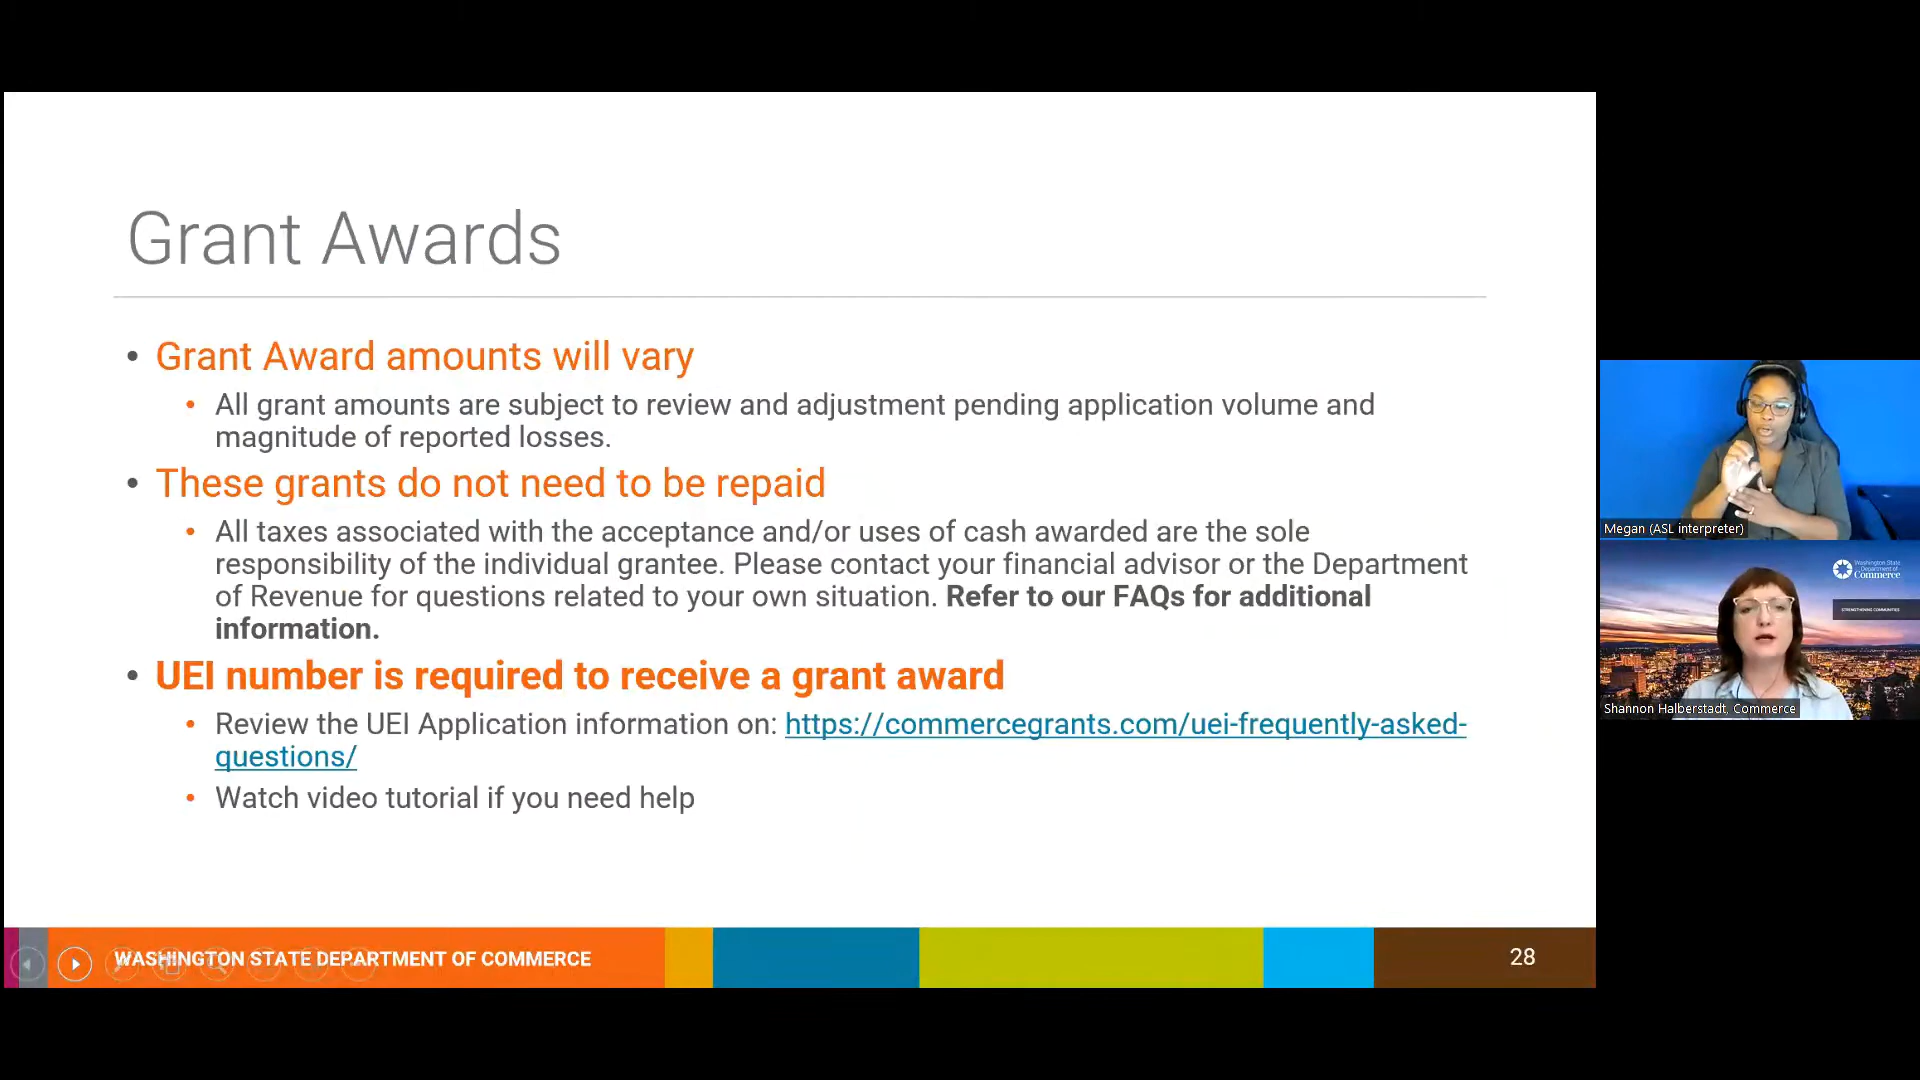 Grant Awards
• Grant Award amounts will vary
• All grant amounts are subject to review and adjustment pending application volume and
magnitude of reported losses.
• These grants do not need to be repaid
• All taxes associated with the acceptance and/or uses of cash awarded are the sole
responsibility of the individual grantee. Please contact your financial advisor or the Department
of Revenue for questions related to your own situation. Refer to our FAQs for additional
information.
• UEI number is required to receive a grant award
• Review the UEI Application information on: https://commercegrants.com/uei-frequently-asked-
questions/
• Watch video tutorial if you need help
WASHINGTON STATE DEPARTMENT OF COMMERCE
28
Megan (ASL interpreter)
Washington State
Department of
Commerce
STRENGTHENING COMMUNITIES
Shannon Halberstadt, Commerce